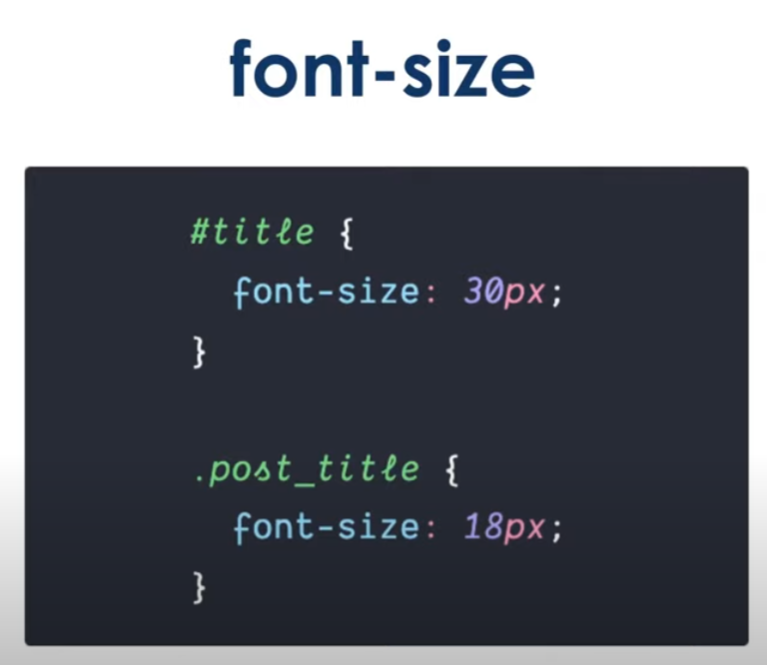 font-size
#title {
font-size: 30px;
}
.post_title {
font-size: 18px;
}